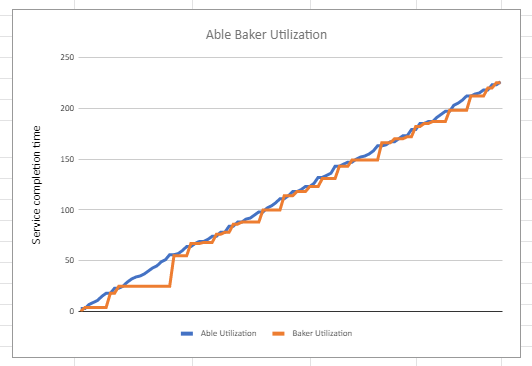 Able Baker Utilization
250
200
150
100
50
0
Service completion time
Able Utilization
Baker Utilization